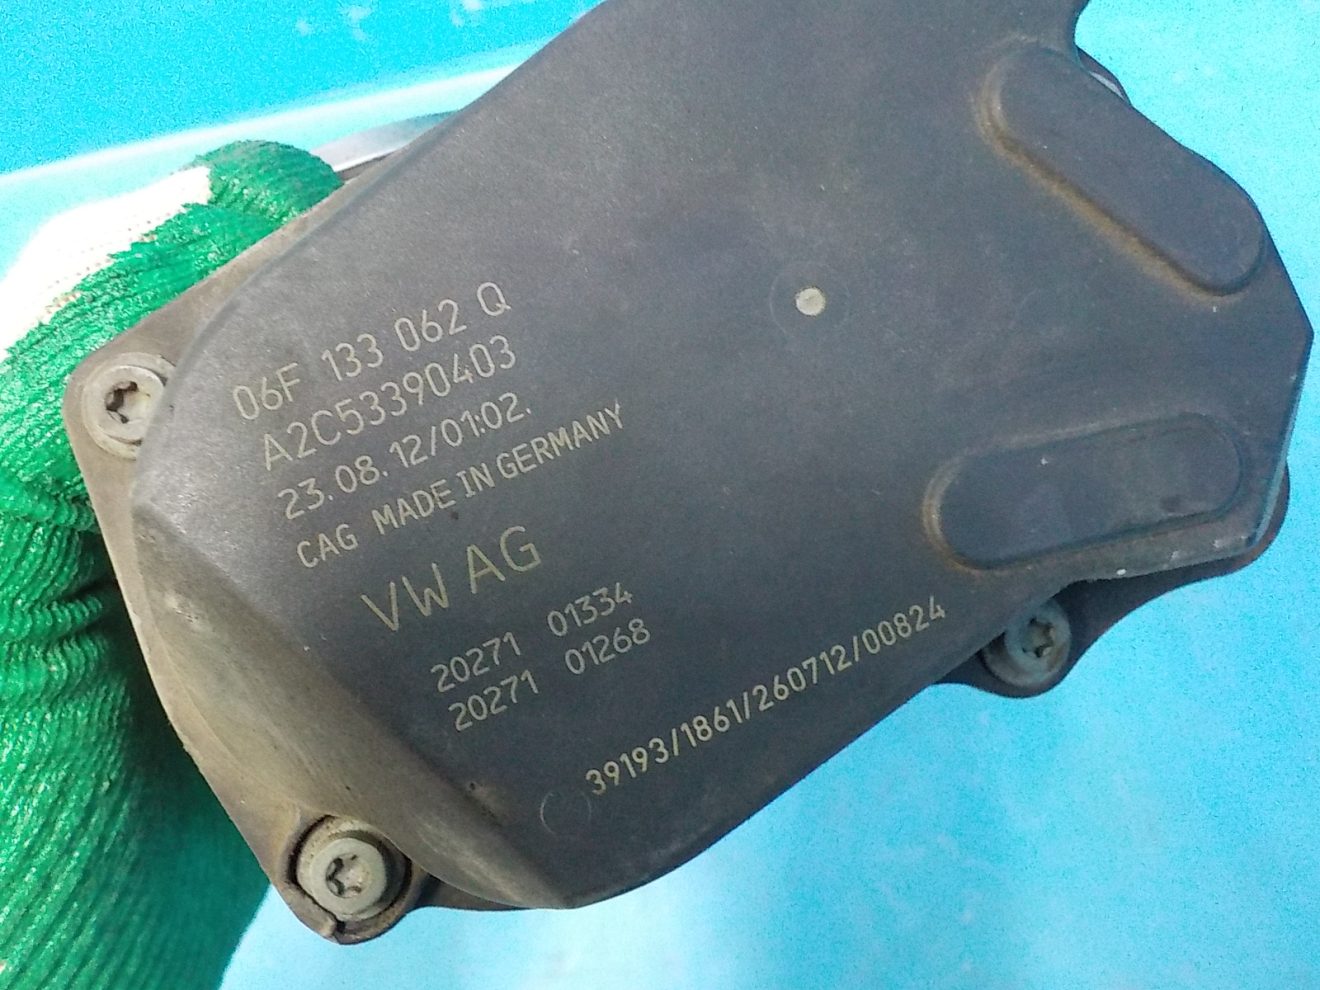 06F 133 062 Q
A2C53390403
23.08.12/01:02.
CAG MADE IN GERMANY
VW AG
20271 01334
20271 01268
39193/1861/260712/00824